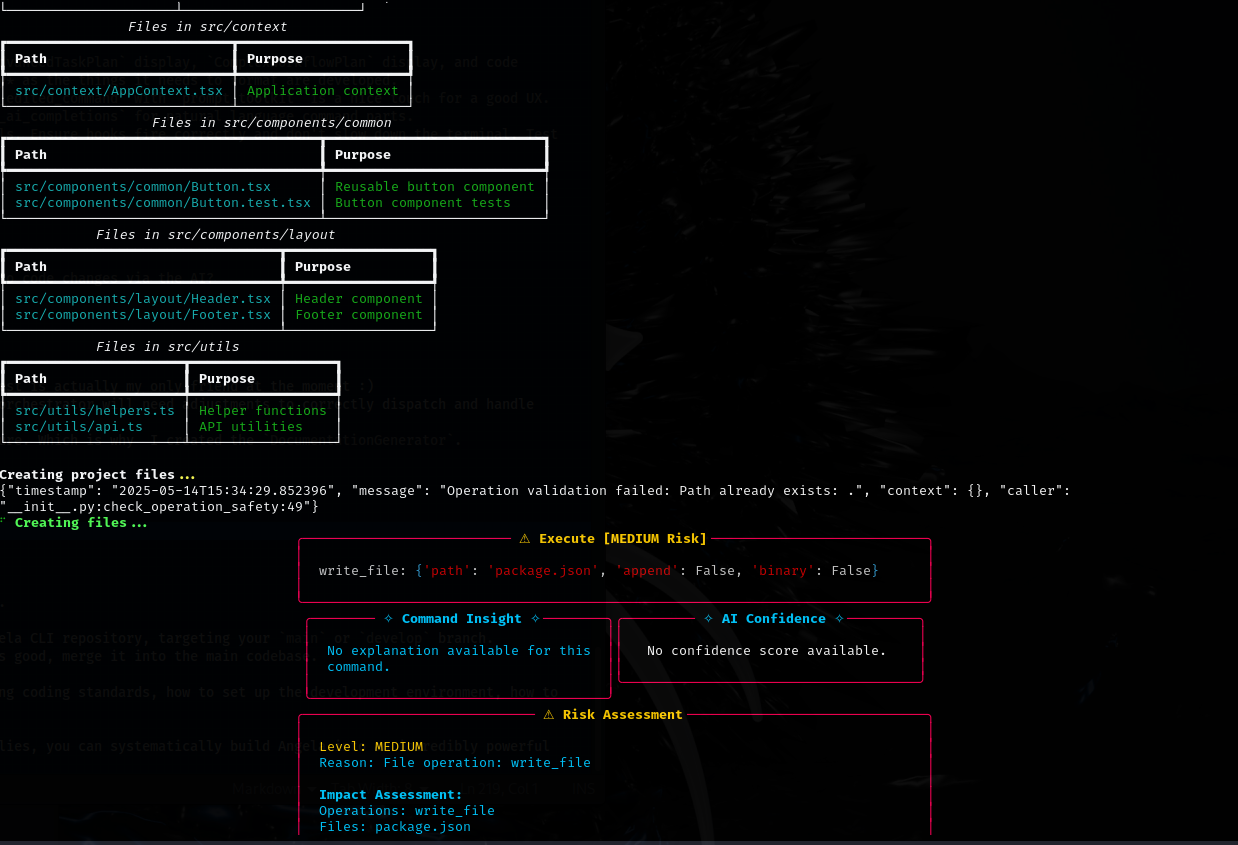 Files in src/context
Path Purpose
src/context/AppContext.tsx Application context
Files in src/components/common
Path Purpose
src/components/common/Button.tsx Reusable button component
src/components/common/Button.test.tsx Button component tests
Files in src/components/layout
Path Purpose
src/components/layout/Header.tsx Header component
src/components/layout/Footer.tsx Footer component
Files in src/utils
Path Purpose
src/utils/helpers.ts Helper functions
src/utils/api.ts API utilities
Creating project files...
{"timestamp": "2025-05-14T15:34:29.852396", "message": "Operation validation failed: Path already exists: .", "context": {}, "caller":
"__init__.py:check_operation_safety:49"}
Creating files...
⚠ Execute [MEDIUM Risk]
write_file: {'path': 'package.json', 'append': False, 'binary': False}
✧ Command Insight ✧ ✧ AI Confidence ✧
No explanation available for this No confidence score available.
command.
⚠ Risk Assessment
Level: MEDIUM
Reason: File operation: write_file
Impact Assessment:
Operations: write_file
Files: package.json